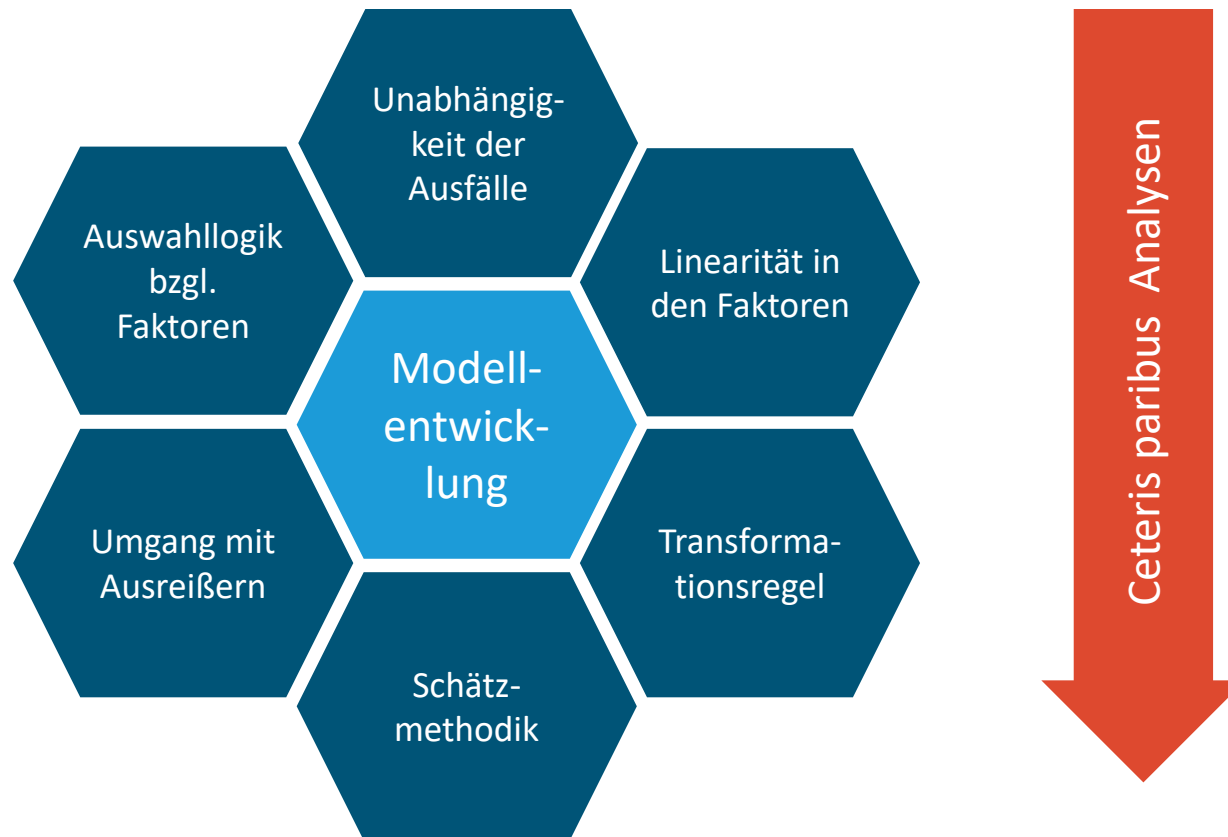 Unabhängig-
keit der
Ausfälle
Auswahllogik
bzgl.
Faktoren
Linearität in
den Faktoren
Modell-
entwick-
lung
Umgang mit
Ausreißern
Transforma-
tionsregel
Schätz-
methodik
Ceteris paribus Analysen